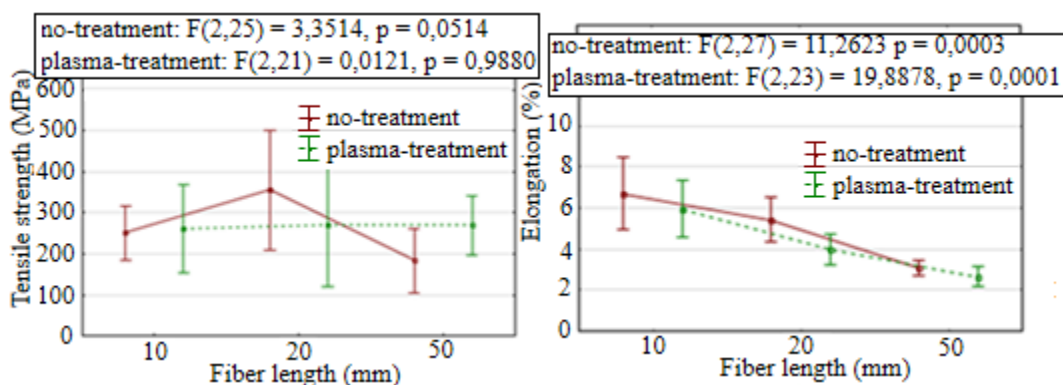 no-treatment: F(2,25) = 3,3514, p = 0,0514
plasma-treatment: F(2,21) = 0,0121, p = 0,9880
Tensile strength (MPa)
600
500
400
300
200
100
0
no-treatment
plasma-treatment
10 20 50
Fiber length (mm)
no-treatment: F(2,27) = 11,2623 p = 0,0003
plasma-treatment: F(2,23) = 19,8878, p = 0,0001
Elongation (%)
10
8
6
4
2
0
no-treatment
plasma-treatment
10 20 50
Fiber length (mm)